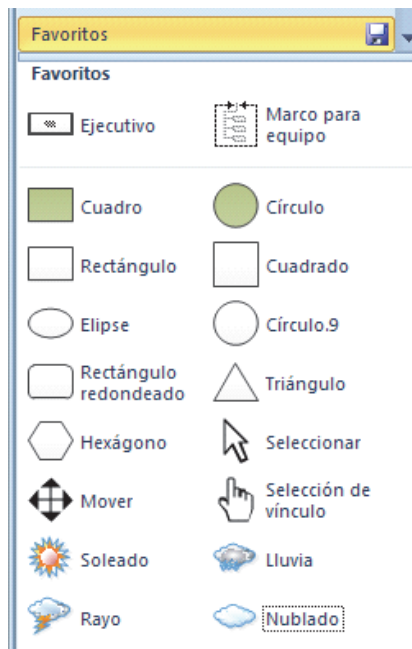 Favoritos
Favoritos
Ejecutivo
Marco para
equipo
Cuadro
Círculo
Rectángulo
Cuadrado
Elipse
Círculo.9
Rectángulo
redondeado
Triángulo
Hexágono
Seleccionar
Mover
Selección de
vínculo
Soleado
Lluvia
Rayo
Nublado